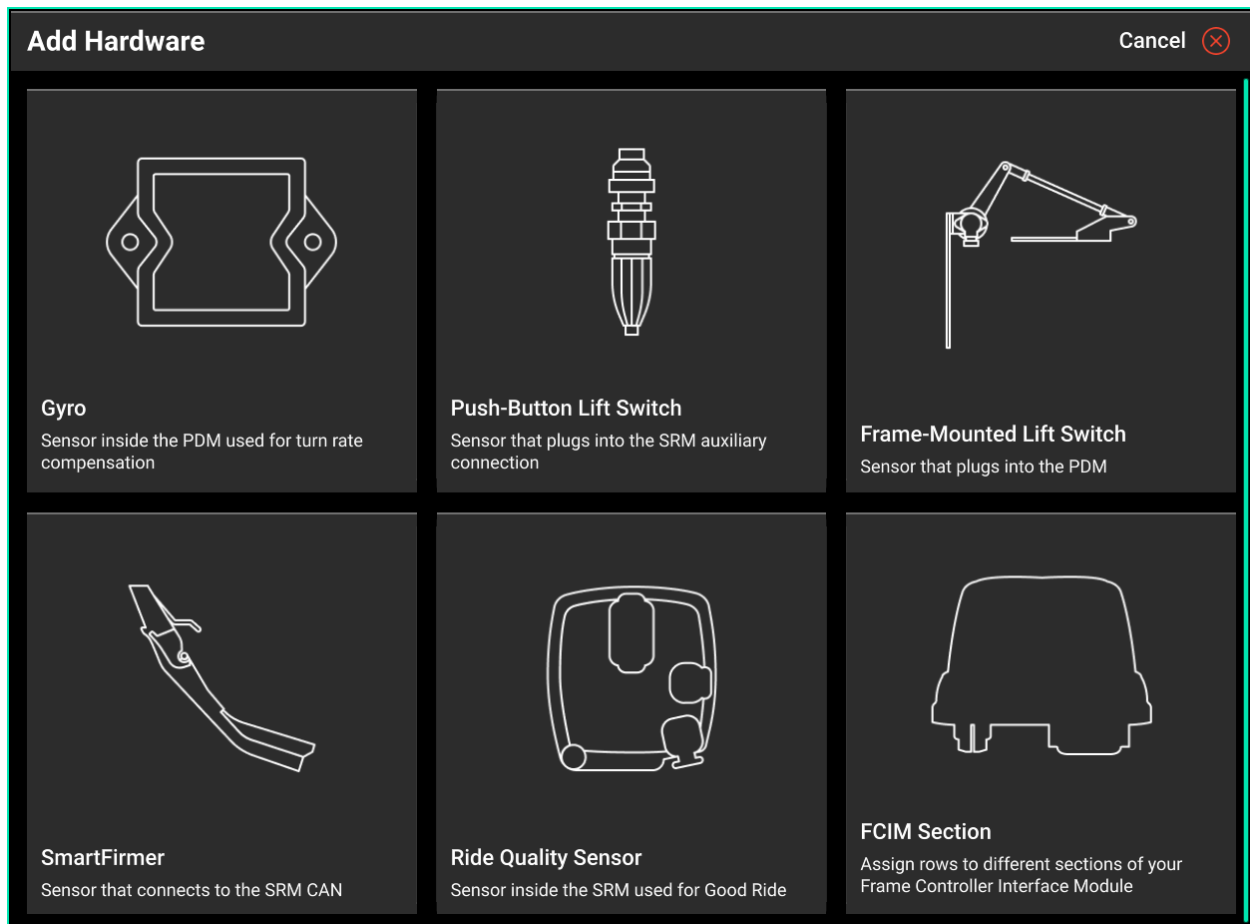 Add Hardware
Cancel
Gyro
Sensor inside the PDM used for turn rate
compensation
Push-Button Lift Switch
Sensor that plugs into the SRM auxiliary
connection
Frame-Mounted Lift Switch
Sensor that plugs into the PDM
SmartFirmer
Sensor that connects to the SRM CAN
Ride Quality Sensor
Sensor inside the SRM used for Good Ride
FCIM Section
Assign rows to different sections of your
Frame Controller Interface Module